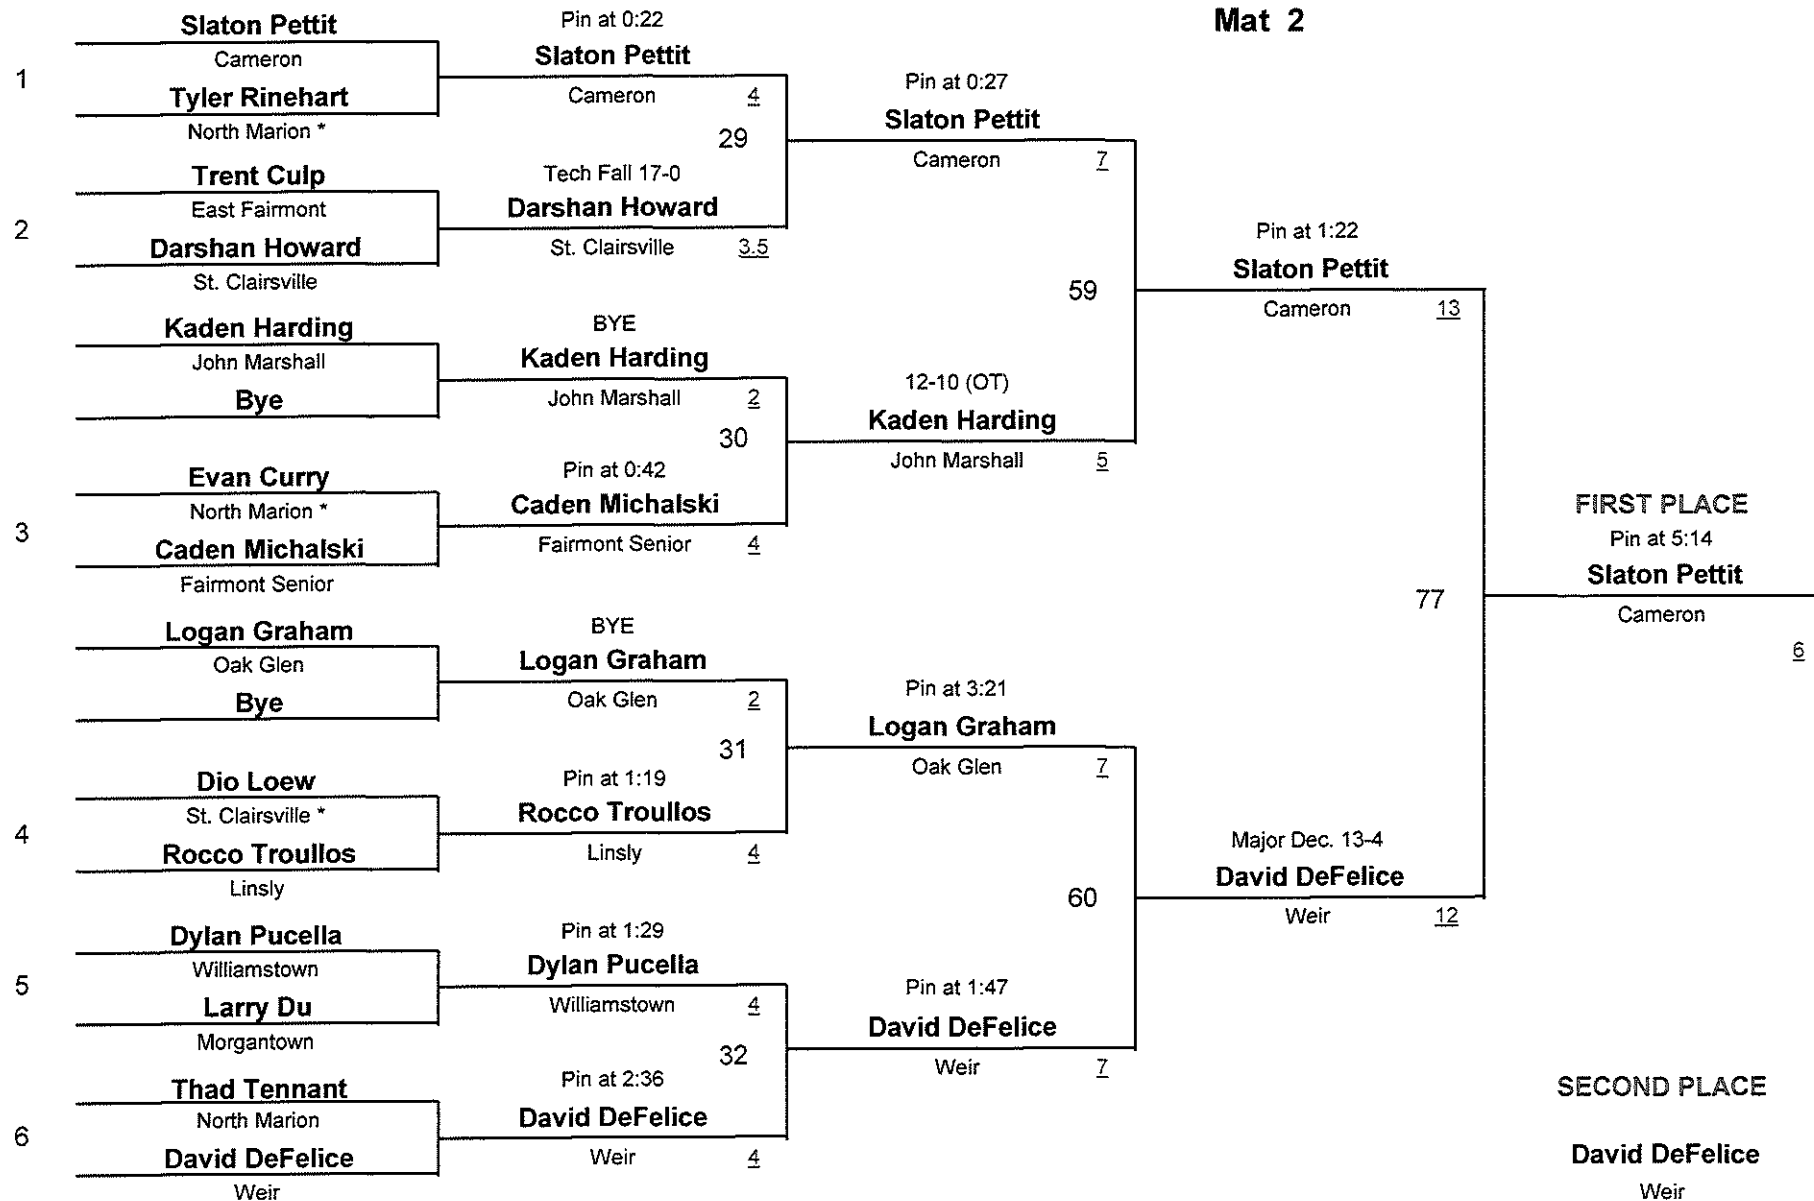 Mat 2
1
Slaton Pettit
Cameron
Tyler Rinehart
North Marion *
2
Trent Culp
East Fairmont
Darshan Howard
St. Clairsville
Kaden Harding
John Marshall
Bye
3
Evan Curry
North Marion *
Caden Michalski
Fairmont Senior
Logan Graham
Oak Glen
Bye
4
Dio Loew
St. Clairsville *
Rocco Troullos
Linsly
5
Dylan Pucella
Williamstown
Larry Du
Morgantown
6
Thad Tennant
North Marion
David DeFelice
Weir
Pin at 0:22
Slaton Pettit
Cameron 4
29
Tech Fall 17-0
Darshan Howard
St. Clairsville 3.5
BYE
Kaden Harding
John Marshall 2
30
Pin at 0:42
Caden Michalski
Fairmont Senior 4
BYE
Logan Graham
Oak Glen 2
31
Pin at 1:19
Rocco Troullos
Linsly 4
Pin at 1:29
Dylan Pucella
Williamstown 4
32
Pin at 2:36
David DeFelice
Weir 4
Pin at 0:27
Slaton Pettit
Cameron 7
59
12-10 (OT)
Kaden Harding
John Marshall 5
Pin at 3:21
Logan Graham
Oak Glen 7
60
Pin at 1:47
David DeFelice
Weir 7
Pin at 1:22
Slaton Pettit
Cameron 13
77
Major Dec. 13-4
David DeFelice
Weir 12
FIRST PLACE
Pin at 5:14
Slaton Pettit
Cameron
6
SECOND PLACE
David DeFelice
Weir